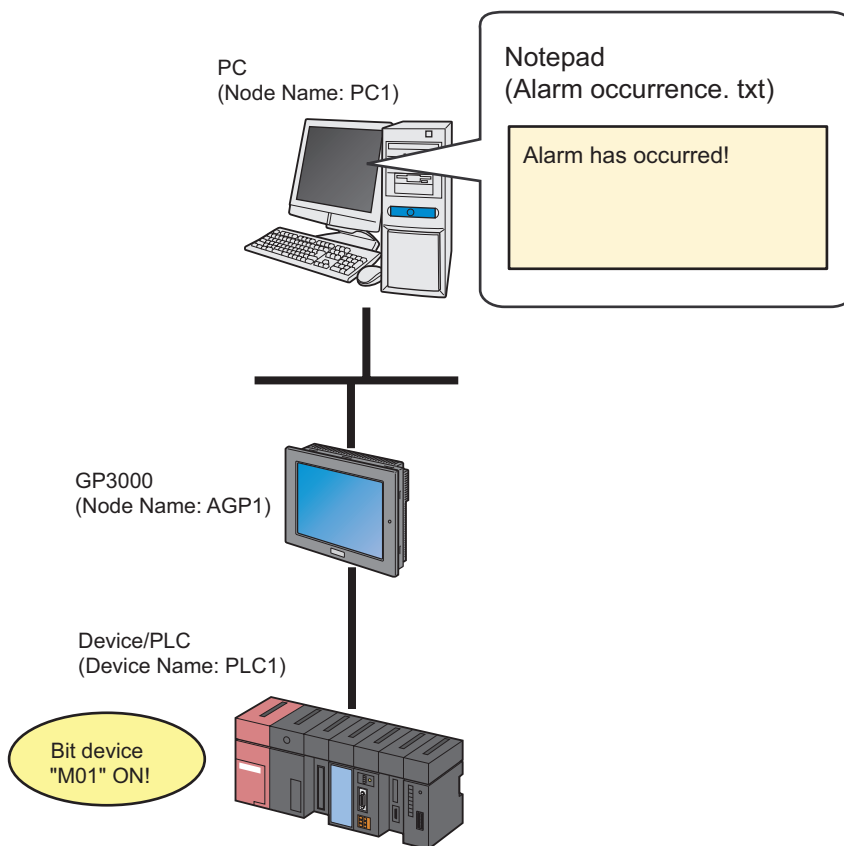 PC
(Node Name: PC1)
Notepad
(Alarm occurrence. txt)
Alarm has occurred!
GP3000
(Node Name: AGP1)
Device/PLC
(Device Name: PLC1)
Bit device
"M01" ON!